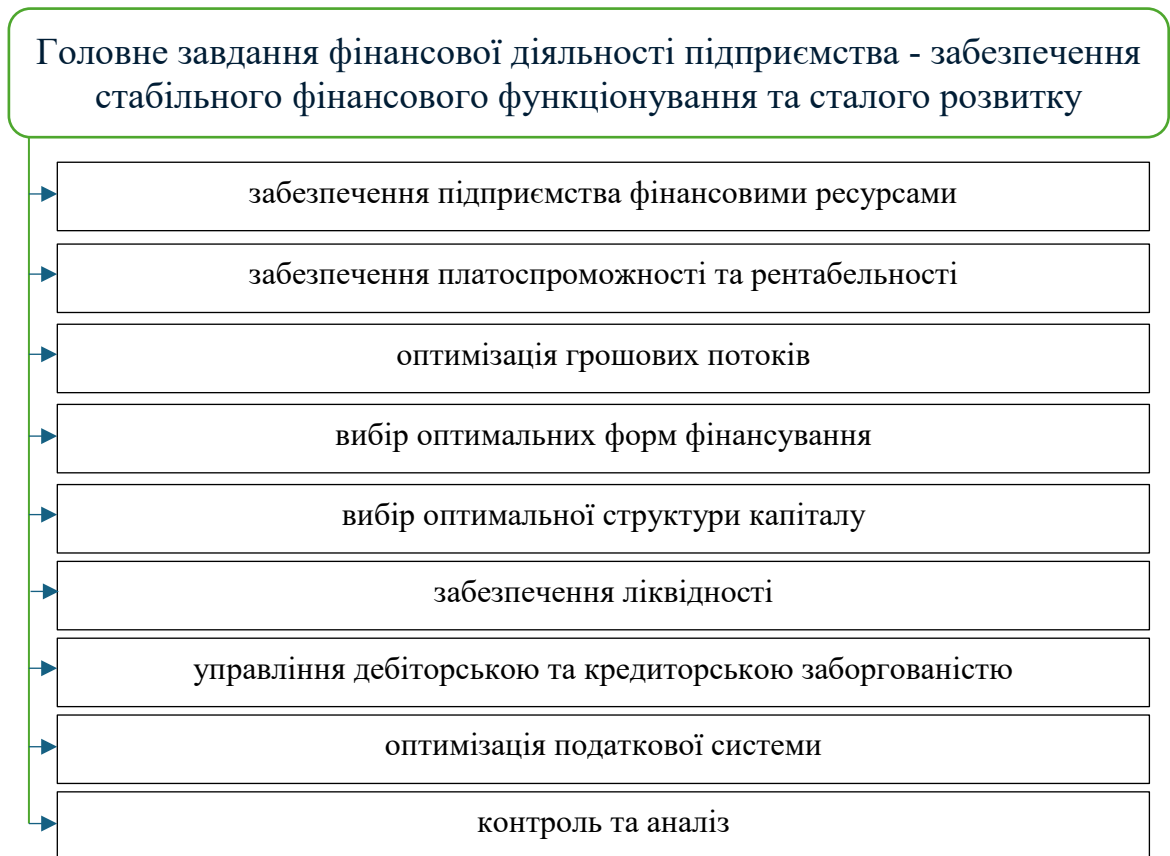 Головне завдання фінансової діяльності підприємства - забезпечення
стабільного фінансового функціонування та сталого розвитку
забезпечення підприємства фінансовими ресурсами
забезпечення платоспроможності та рентабельності
оптимізація грошових потоків
вибір оптимальних форм фінансування
вибір оптимальної структури капіталу
забезпечення ліквідності
управління дебіторською та кредиторською заборгованістю
оптимізація податкової системи
контроль та аналіз